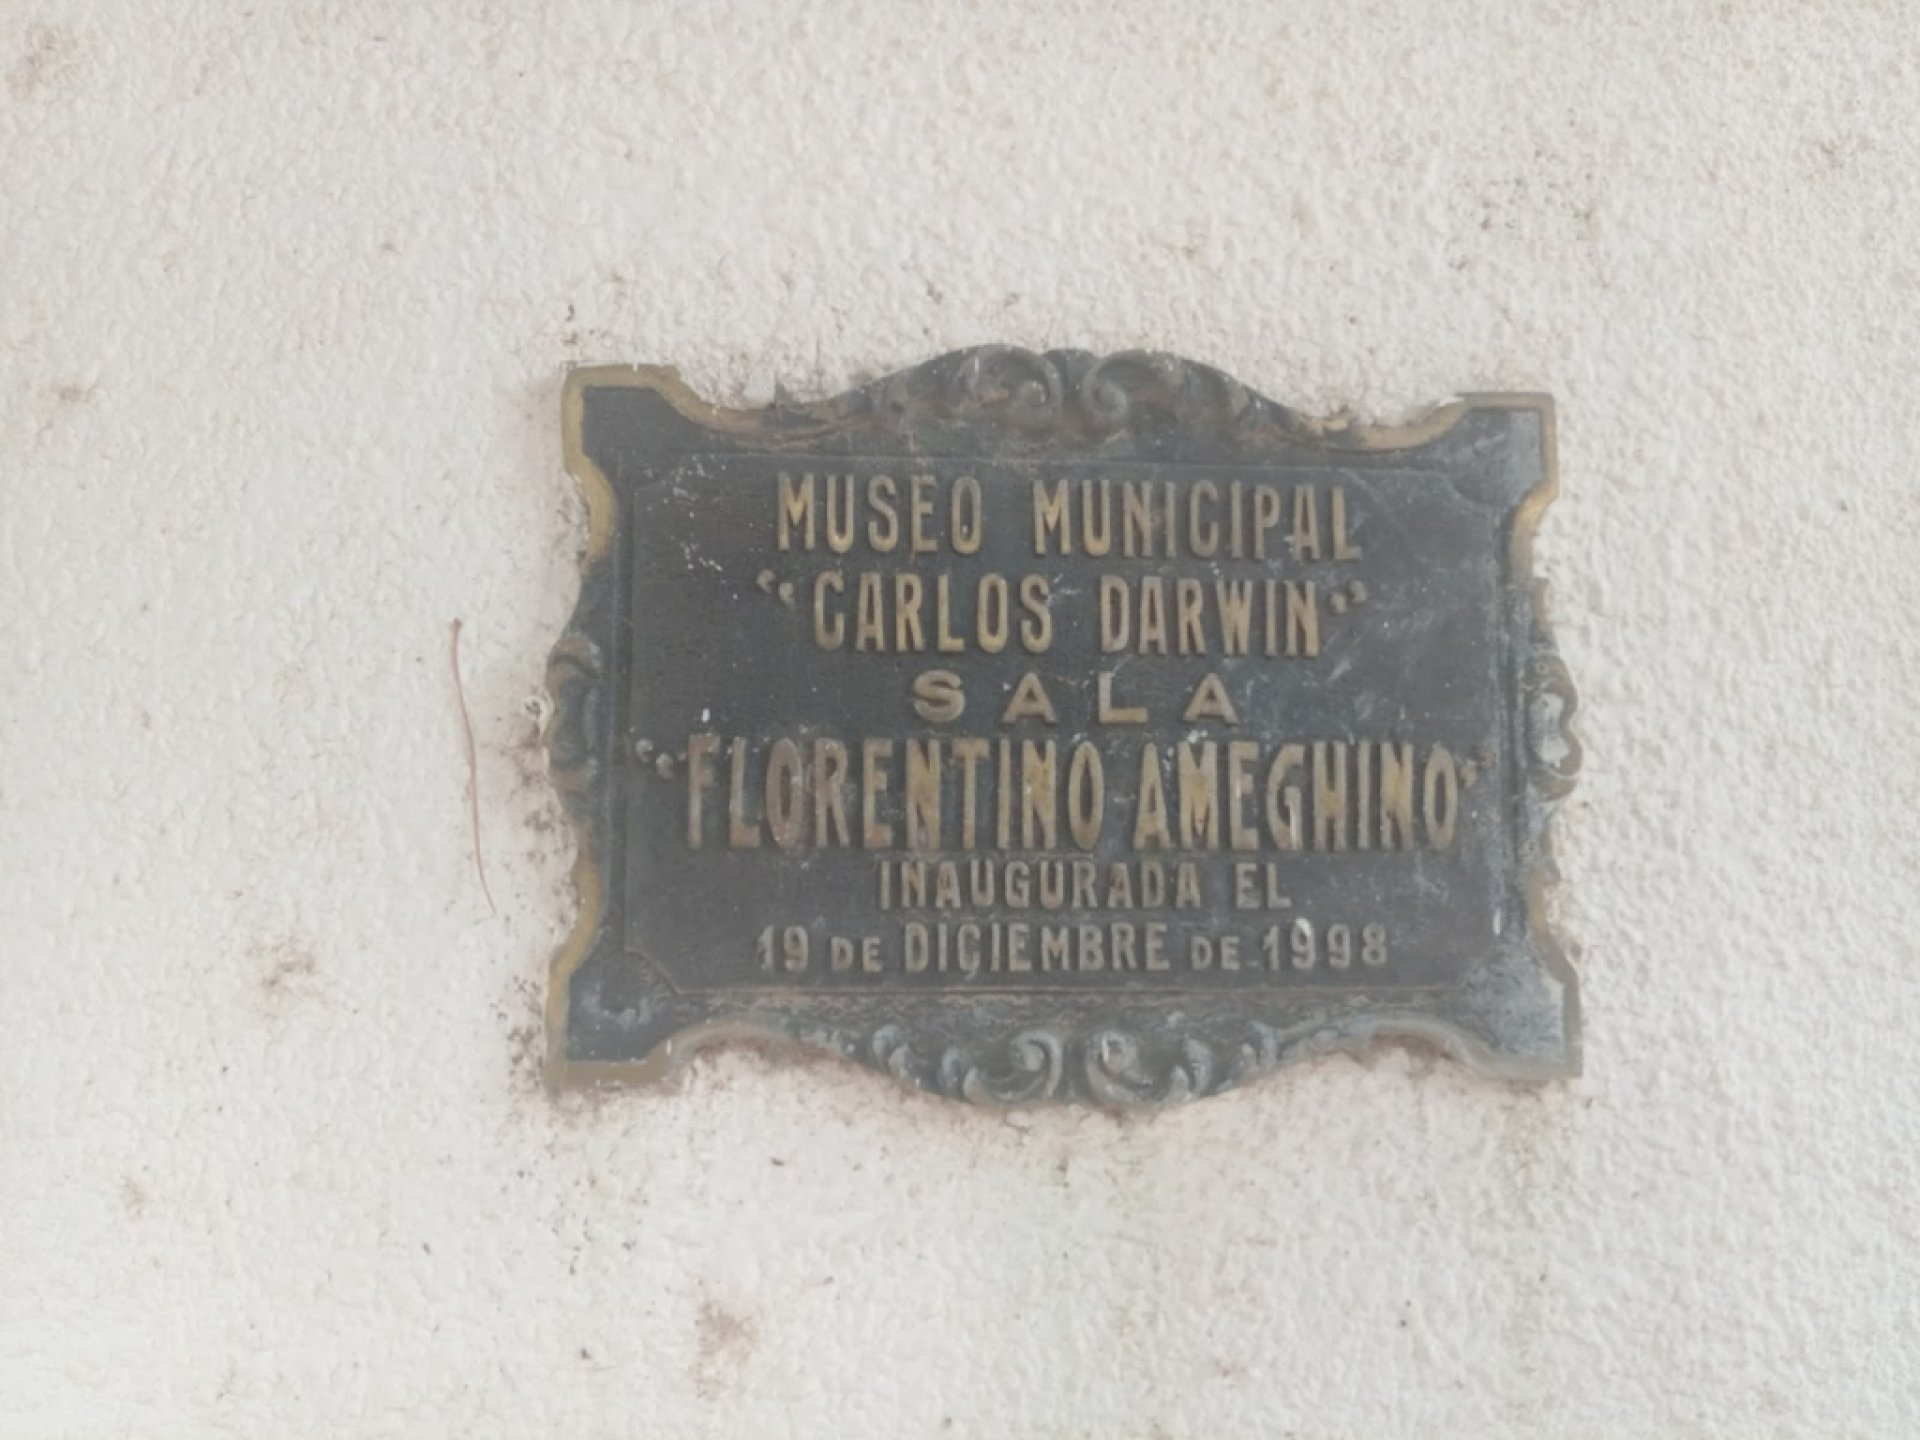 MUSEO MUNICIPAL
"CARLOS DARWIN"
SALA
"FLORENTINO AMEGHINO"
INAUGURADA EL
19 DE DICIEMBRE DE 1998